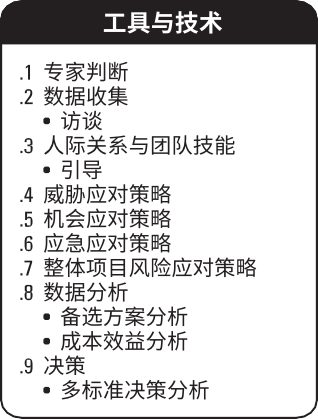 工具与技术
.1 专家判断
.2 数据收集
• 访谈
.3 人际关系与团队技能
• 引导
.4 威胁应对策略
.5 机会应对策略
.6 应急应对策略
.7 整体项目风险应对策略
.8 数据分析
• 备选方案分析
• 成本效益分析
.9 决策
• 多标准决策分析